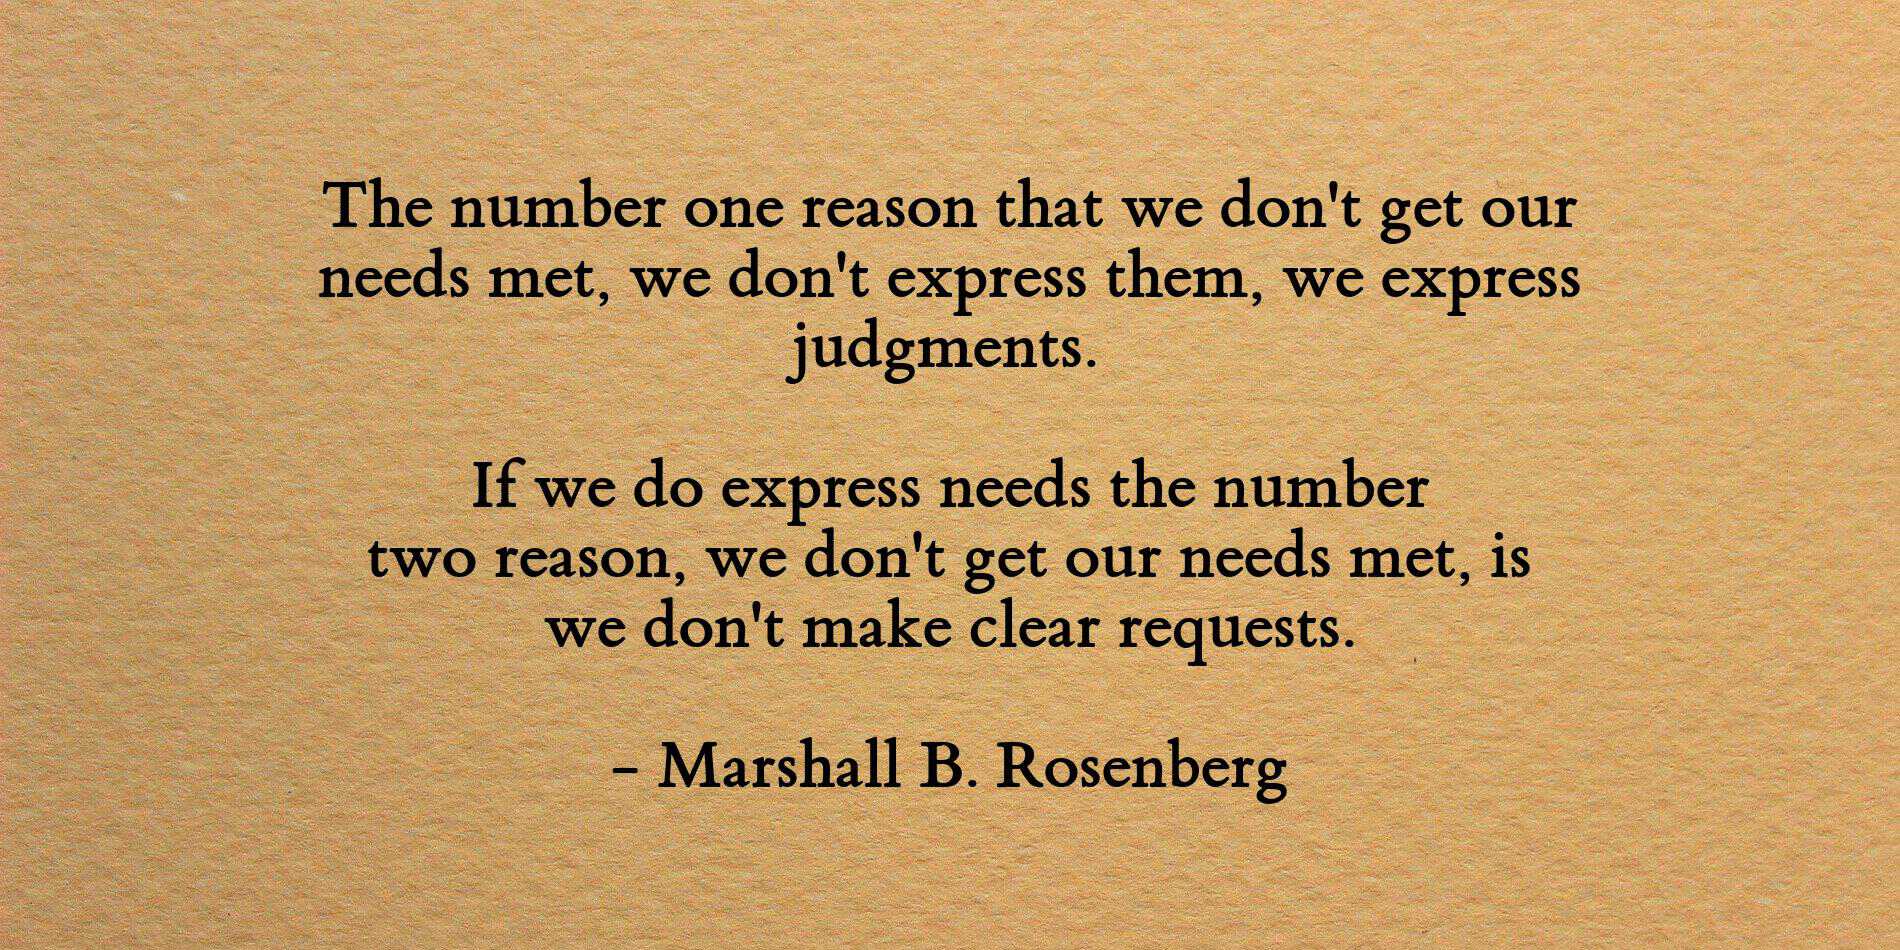 The number one reason that we don't get our
needs met, we don't express them, we express
judgments.
If we do express needs the number
two reason, we don't get our needs met, is
we don't make clear requests.
- Marshall B. Rosenberg